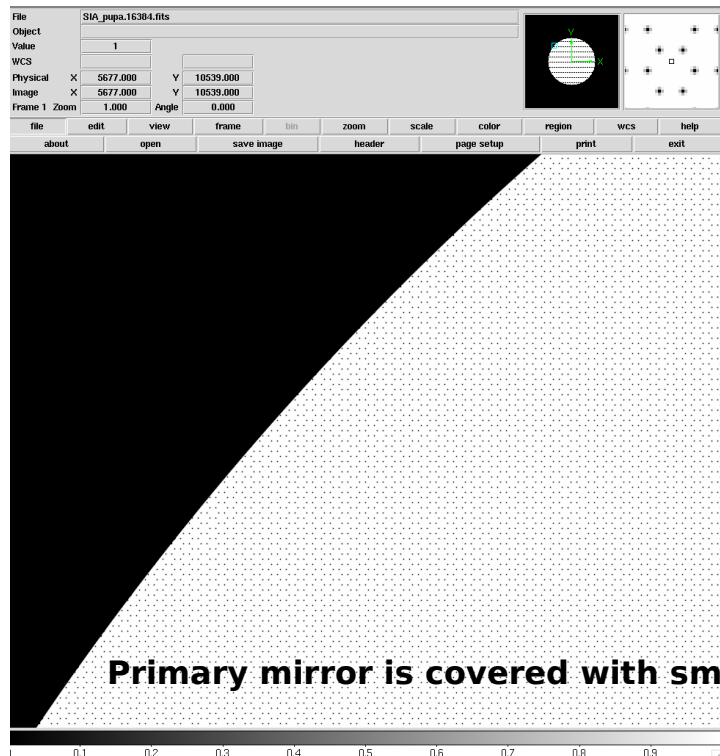 File SIA_pupa.16384.fits
Object
Value 1
WCS
Physical X 5677.000 Y 10539.000
Image X 5677.000 Y 10539.000
Frame 1 Zoom 1.000 Angle 0.000
Y
X
file edit view frame bin zoom scale color region wcs help
about open save image header page setup print exit
Primary mirror is covered with sm
0.1 0.2 0.3 0.4 0.5 0.6 0.7 0.8 0.9